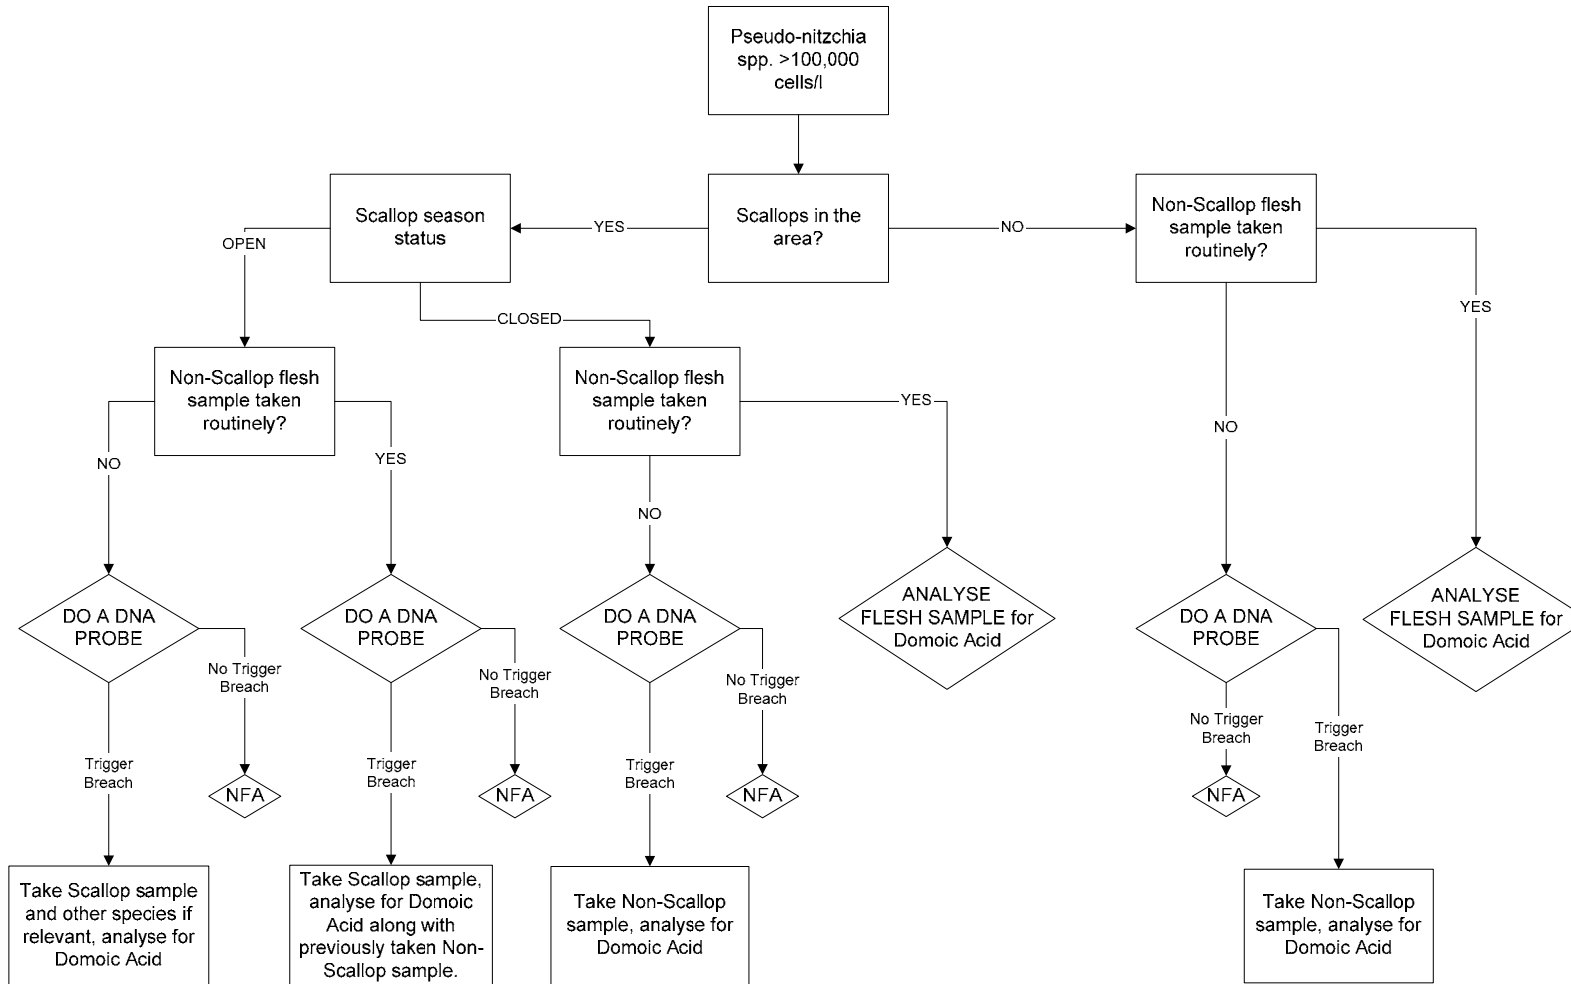 Pseudo-nitzchia
spp. >100,000
cells/l
Scallop season
status
YES
Scallops in the
area?
NO
Non-Scallop flesh
sample taken
routinely?
OPEN
CLOSED
YES
Non-Scallop flesh
sample taken
routinely?
Non-Scallop flesh
sample taken
routinely?
YES
NO
NO
YES
NO
DO A DNA
PROBE
DO A DNA
PROBE
DO A DNA
PROBE
ANALYSE
FLESH SAMPLE for
Domoic Acid
DO A DNA
PROBE
ANALYSE
FLESH SAMPLE for
Domoic Acid
No Trigger
Breach
No Trigger
Breach
No Trigger
Breach
No Trigger
Breach
Trigger
Breach
Trigger
Breach
Trigger
Breach
Trigger
Breach
NFA
NFA
NFA
NFA
Take Scallop sample
and other species if
relevant, analyse for
Domoic Acid
Take Scallop sample,
analyse for Domoic
Acid along with
previously taken Non-
Scallop sample.
Take Non-Scallop
sample, analyse for
Domoic Acid
Take Non-Scallop
sample, analyse for
Domoic Acid